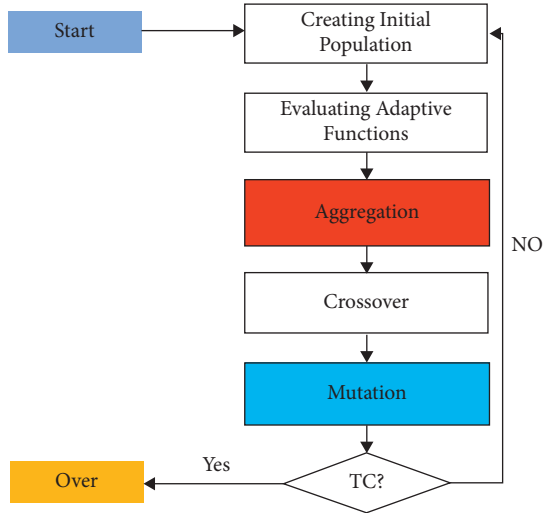 Start
Creating Initial
Population
Evaluating Adaptive
Functions
Aggregation
NO
Crossover
Mutation
Yes
Over
TC?